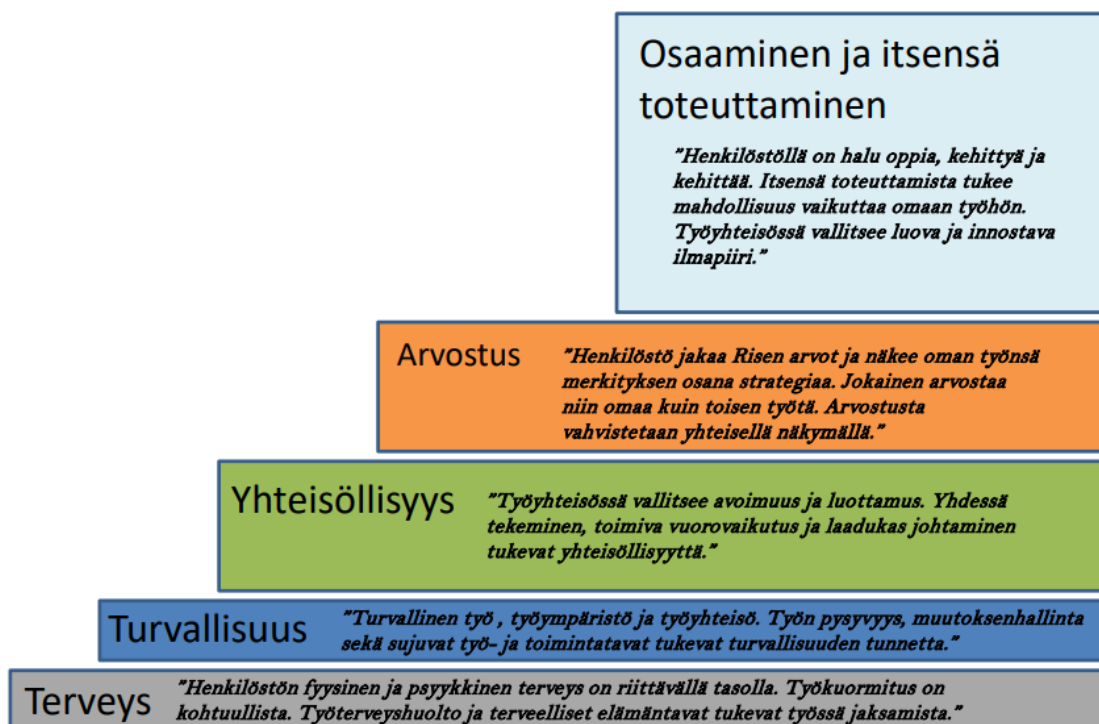 Osaaminen ja itsensä
toteuttaminen
"Henkilöstöllä on halu oppia, kehittyä ja
kehittää. Itsensä toteuttamista tukee
mahdollisuus vaikuttaa omaan työhön.
Työyhteisössä vallitsee luova ja innostava
ilmapiiri."
Arvostus
"Henkilöstö jakaa Risen arvot ja näkee oman työnsä
merkityksen osana strategiaa. Jokainen arvostaa
niin omaa kuin toisen työtä. Arvostusta
vahvistetaan yhteisellä näkymällä."
Yhteisöllisyys
"Työyhteisössä vallitsee avoimuus ja luottamus. Yhdessä
tekeminen, toimiva vuorovaikutus ja laadukas johtaminen
tukevat yhteisöllisyyttä."
Turvallisuus
"Turvallinen työ , työympäristö ja työyhteisö. Työn pysyvyys, muutoksenhallinta
sekä sujuvat työ- ja toimintatavat tukevat turvallisuuden tunnetta."
Terveys
"Henkilöstön fyysinen ja psyykkinen terveys on riittävällä tasolla. Työkuormitus on
kohtuullista. Työterveyshuolto ja terveelliset elämäntavat tukevat työssä jaksamista."